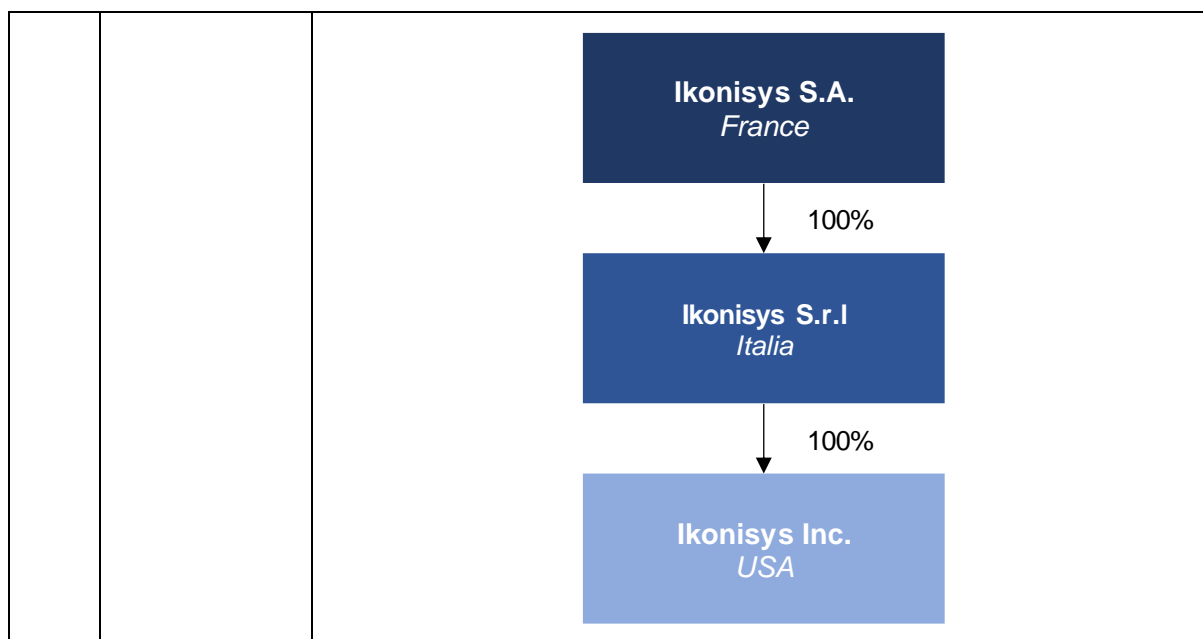 Ikonisys S.A.
France
100%
Ikonisys S.r.l
Italia
100%
Ikonisys Inc.
USA